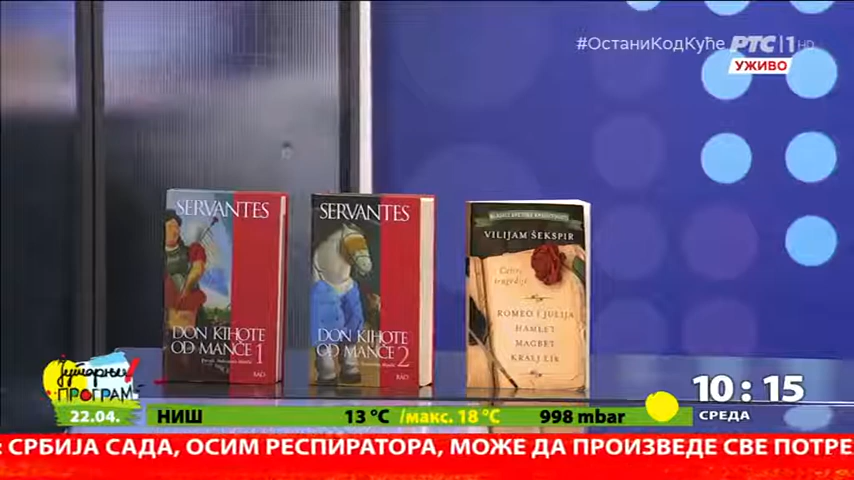 #ОстаниКодКуће РТС 1 HD
УЖИВО
SERVANTES
DON KIHOTE
OD MANČE 1
RAD
SERVANTES
DON KIHOTE
OD MANČE 2
RAD
VILIJAM ŠEKSPIR
Četiri
tragedije
ROMEO I JULIJA
HAMLET
MAGBET
KRALJ LIR
Јутарњи
ПРОГРАМ
22.04.
НИШ 13 °C /макс. 18 °C 998 mbar
10:15
СРЕДА
: СРБИЈА САДА, ОСИМ РЕСПИРАТОРА, МОЖЕ ДА ПРОИЗВЕДЕ СВЕ ПОТРЕ